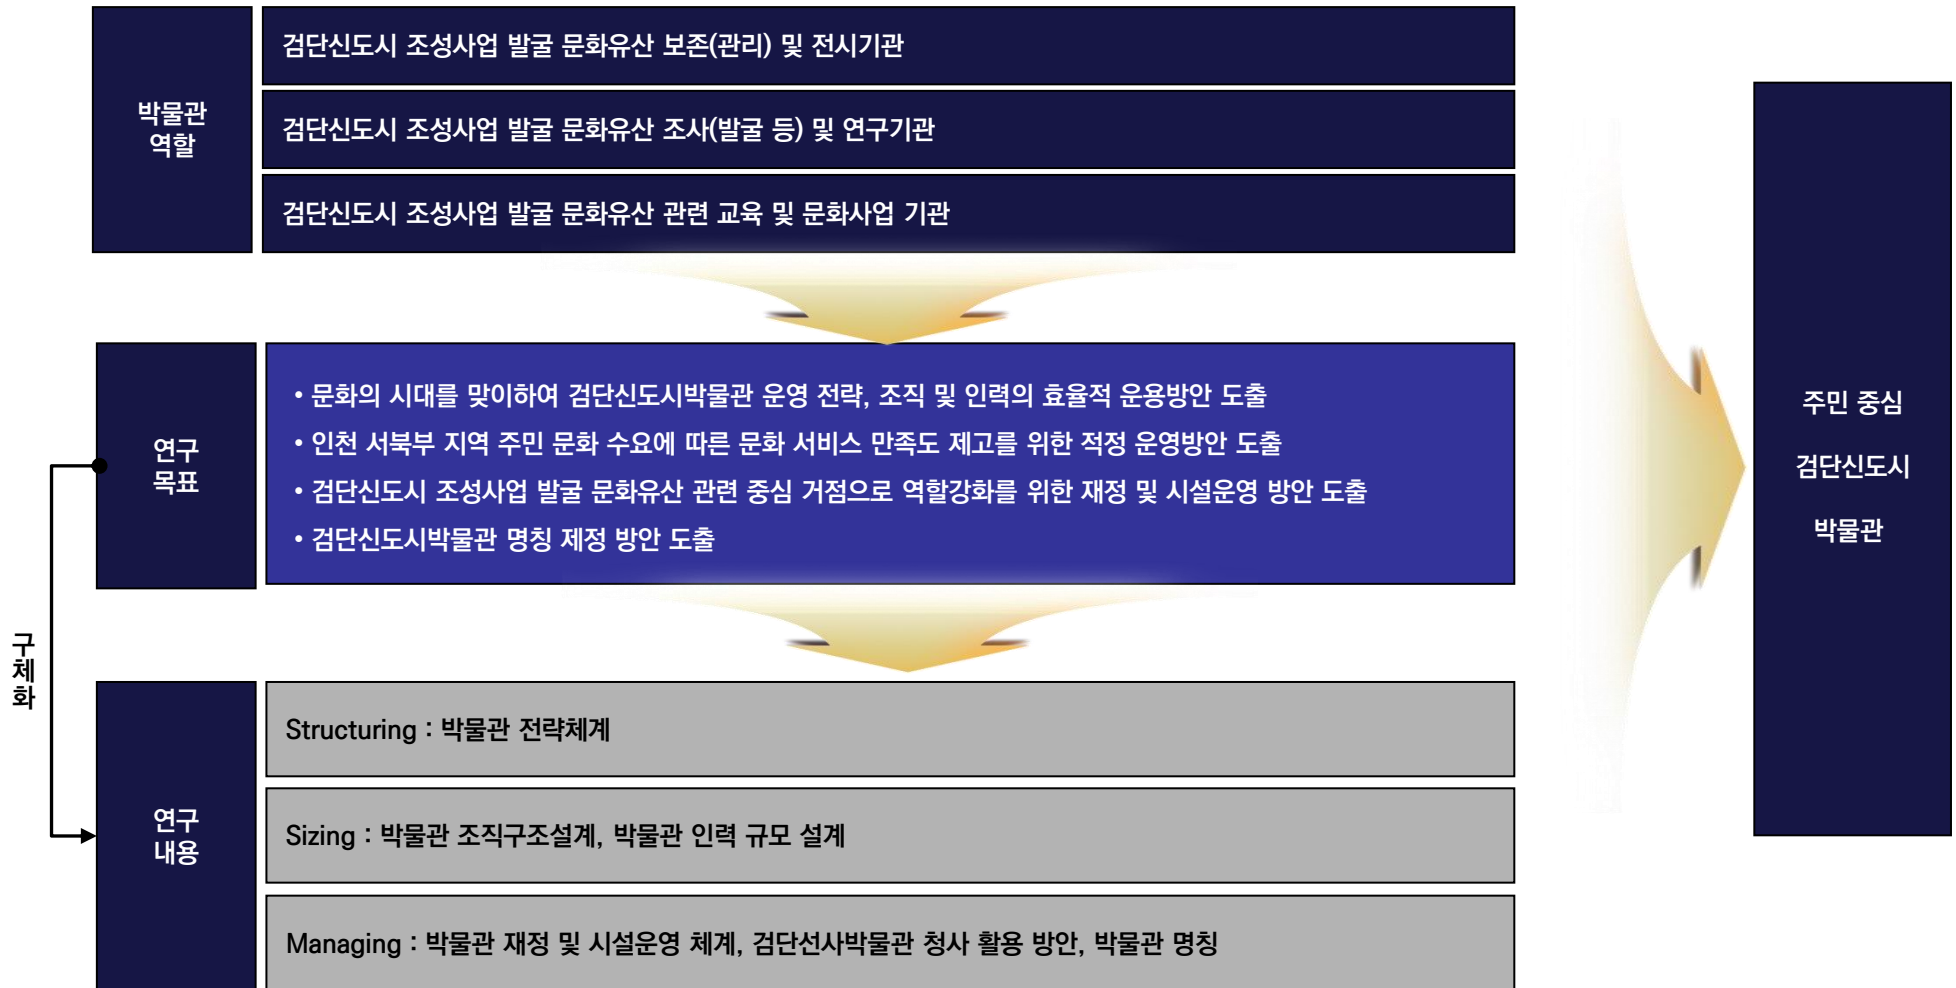 박물관
역할
검단신도시 조성사업 발굴 문화유산 보존(관리) 및 전시기관
검단신도시 조성사업 발굴 문화유산 조사(발굴 등) 및 연구기관
검단신도시 조성사업 발굴 문화유산 관련 교육 및 문화사업 기관
연구
목표
• 문화의 시대를 맞이하여 검단신도시박물관 운영 전략, 조직 및 인력의 효율적 운용방안 도출
• 인천 서북부 지역 주민 문화 수요에 따른 문화 서비스 만족도 제고를 위한 적정 운영방안 도출
• 검단신도시 조성사업 발굴 문화유산 관련 중심 거점으로 역할강화를 위한 재정 및 시설운영 방안 도출
• 검단신도시박물관 명칭 제정 방안 도출
구체화
연구
내용
Structuring : 박물관 전략체계
Sizing : 박물관 조직구조설계, 박물관 인력 규모 설계
Managing : 박물관 재정 및 시설운영 체계, 검단선사박물관 청사 활용 방안, 박물관 명칭
주민 중심
검단신도시
박물관